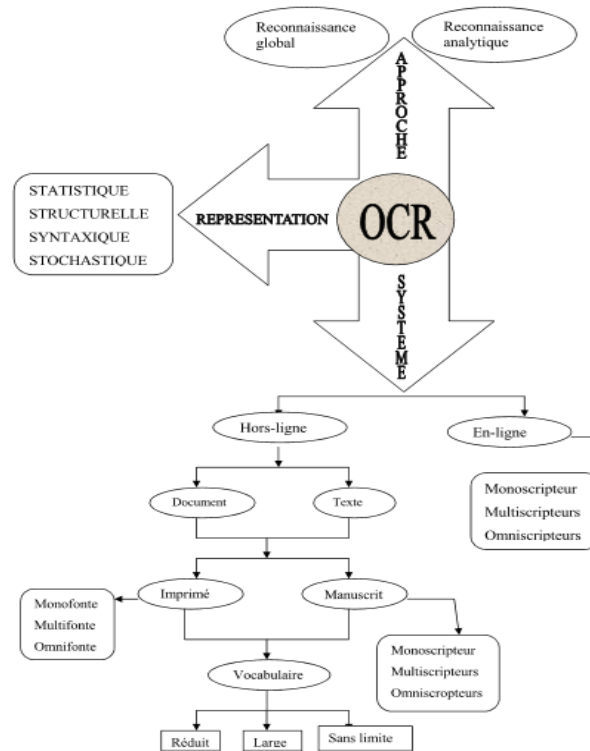 Reconnaissance
global
Reconnaissance
analytique
APPROCHE
STATISTIQUE
STRUCTURELLE
SYNTAXIQUE
STOCHASTIQUE
REPRESENTATION
OCR
SYSTEME
Hors-ligne
En-ligne
Document
Texte
Monoscripteur
Multiscripteurs
Omniscripteurs
Imprimé
Manuscrit
Monofonte
Multifonte
Omnifonte
Monoscripteur
Multiscripteurs
Omniscropteurs
Vocabulaire
Réduit
Large
Sans limite